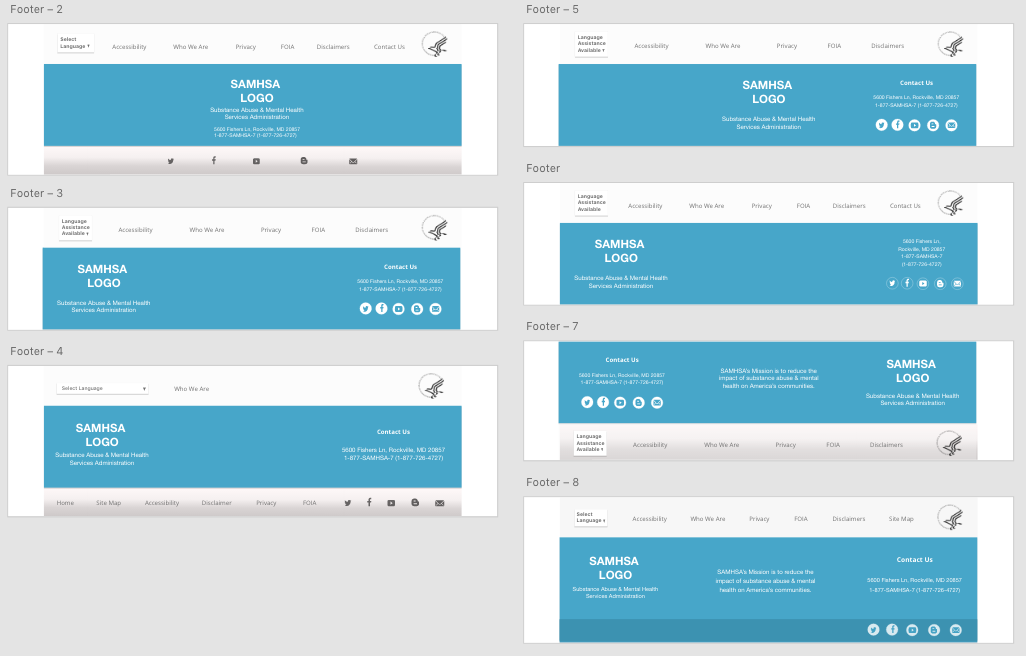 Footer – 2
Select
Language ▾
Accessibility
Who We Are
Privacy
FOIA
Disclaimers
Contact Us
SAMHSA
LOGO
Substance Abuse & Mental Health
Services Administration
5600 Fishers Ln, Rockville, MD 20857
1-877-SAMHSA-7 (1-877-726-4727)
Footer – 3
Language
Assistance
Available ▾
Accessibility
Who We Are
Privacy
FOIA
Disclaimers
SAMHSA
LOGO
Substance Abuse & Mental Health
Services Administration
Contact Us
5600 Fishers Ln, Rockville, MD 20857
1-877-SAMHSA-7 (1-877-726-4727)
Footer – 4
Select Language ▾
Who We Are
SAMHSA
LOGO
Substance Abuse & Mental Health
Services Administration
Contact Us
5600 Fishers Ln, Rockville, MD 20857
1-877-SAMHSA-7 (1-877-726-4727)
Home
Site Map
Accessibility
Disclaimer
Privacy
FOIA
Footer – 5
Language
Assistance
Available ▾
Accessibility
Who We Are
Privacy
FOIA
Disclaimers
SAMHSA
LOGO
Substance Abuse & Mental Health
Services Administration
Contact Us
5600 Fishers Ln, Rockville, MD 20857
1-877-SAMHSA-7 (1-877-726-4727)
Footer
Language
Assistance
Available
Accessibility
Who We Are
Privacy
FOIA
Disclaimers
Contact Us
SAMHSA
LOGO
Substance Abuse & Mental Health
Services Administration
5600 Fishers Ln,
Rockville, MD 20857
1-877-SAMHSA-7
(1-877-726-4727)
Footer – 7
Contact Us
5600 Fishers Ln, Rockville, MD 20857
1-877-SAMHSA-7 (1-877-726-4727)
SAMHSA's Mission is to reduce the
impact of substance abuse & mental
health on America's communities.
SAMHSA
LOGO
Substance Abuse & Mental Health
Services Administration
Language
Assistance
Available ▾
Accessibility
Who We Are
Privacy
FOIA
Disclaimers
Footer – 8
Select
Language ▾
Accessibility
Who We Are
Privacy
FOIA
Disclaimers
Site Map
SAMHSA
LOGO
Substance Abuse & Mental Health
Services Administration
SAMHSA's Mission is to reduce the
impact of substance abuse & mental
health on America's communities.
Contact Us
5600 Fishers Ln, Rockville, MD 20857
1-877-SAMHSA-7 (1-877-726-4727)